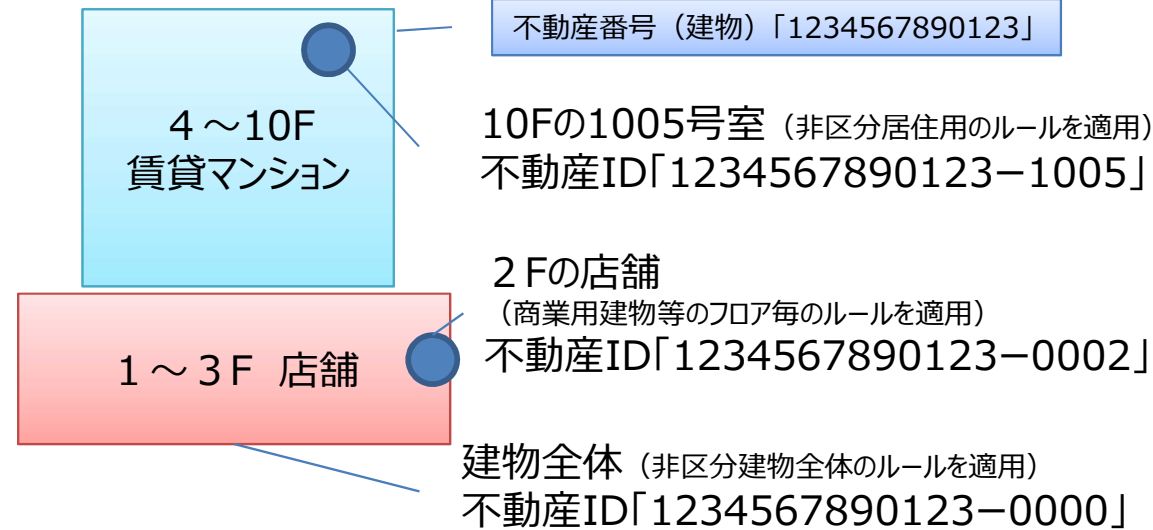 不動産番号（建物）「1234567890123」
４～10F
賃貸マンション
10Fの1005号室（非区分居住用のルールを適用）
不動産ID「1234567890123－1005」
２Fの店舗
（商業用建物等のフロア毎のルールを適用）
不動産ID「1234567890123－0002」
１～３F 店舗
建物全体（非区分建物全体のルールを適用）
不動産ID「1234567890123－0000」